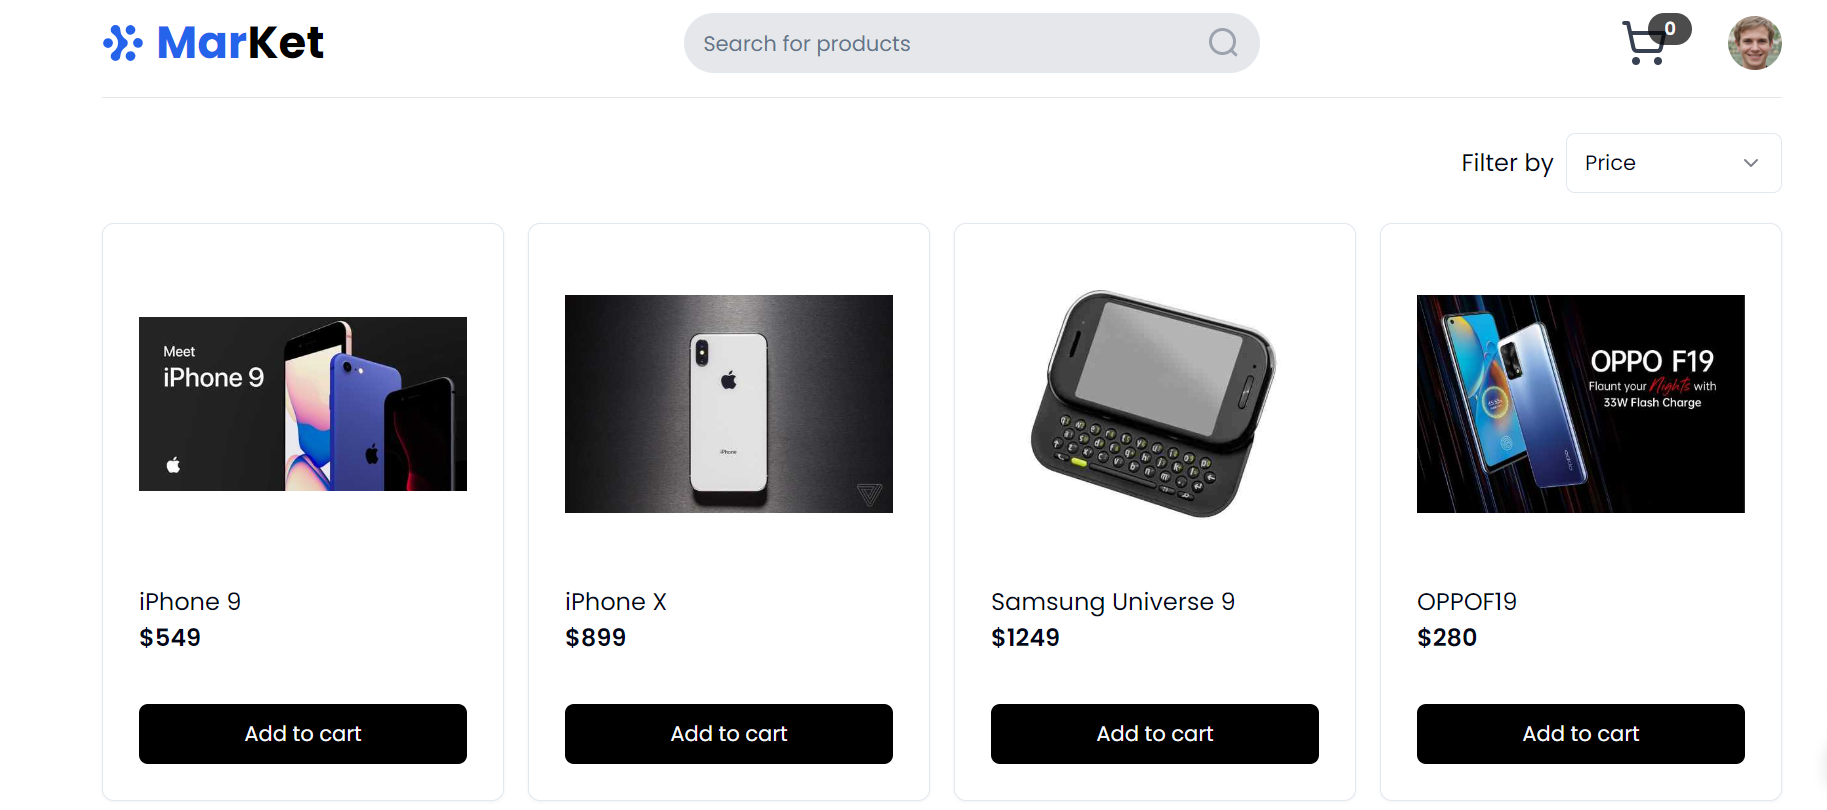 MarKet
Search for products
0
Filter by
Price
Meet
iPhone 9
iPhone
OPPO F19
Flaunt your Nights with
33W Flash Charge
oppo
iPhone 9
$549
iPhone X
$899
Samsung Universe 9
$1249
OPPOF19
$280
Add to cart
Add to cart
Add to cart
Add to cart